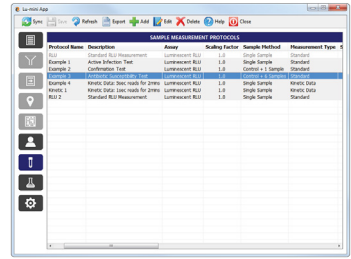 Lu-mini App
Sync Save Refresh Export Add Edit Delete Help Close
SAMPLE MEASUREMENT PROTOCOLS
Protocol Name Description Assay Scaling Factor Sample Method Measurement Type S
RLU Standard RLU Measurement Luminescent RLU 1.0 Single Sample Standard
Example 1 Active Infection Test Luminescent RLU 1.0 Single Sample Standard
Example 2 Confirmation Test Luminescent RLU 1.0 Control + 1 Sample Standard
Example 3 Antibiotic Susceptibility Test Luminescent RLU 1.0 Control + 6 Samples Standard
Example 4 Kinetic Data: 5sec reads for 2mins Luminescent RLU 1.0 Single Sample Kinetic Data
Kinetic 1 Kinetic Data: 1sec reads for 2mins Luminescent RLU 1.0 Single Sample Kinetic Data
RLU 2 Standard RLU Measurement Luminescent RLU 1.0 Single Sample Standard